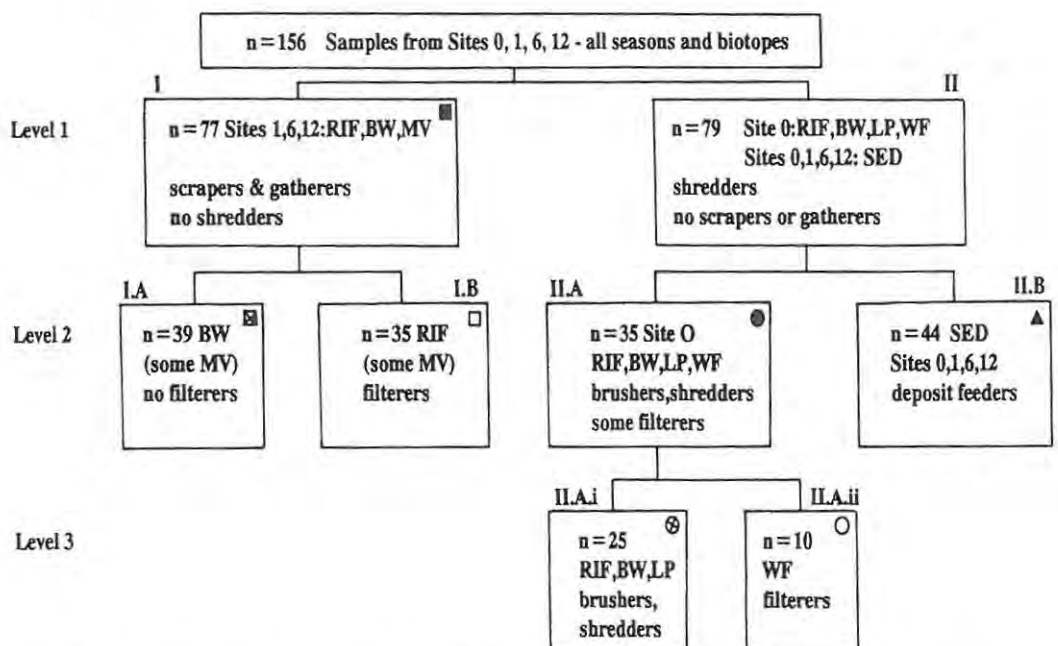 n=156 Samples from Sites 0, 1, 6, 12 - all seasons and biotopes
I
II
Level 1
n=77 Sites 1,6,12:RIF,BW,MV
scrapers & gatherers
no shredders
n=79 Site 0:RIF,BW,LP,WF
Sites 0,1,6,12: SED
shredders
no scrapers or gatherers
I.A
I.B
II.A
II.B
Level 2
n=39 BW
(some MV)
no filterers
n=35 RIF
(some MV)
filterers
n=35 Site O
RIF,BW,LP,WF
brushers,shredders
some filterers
n=44 SED
Sites 0,1,6,12
deposit feeders
II.A.i
II.A.ii
Level 3
n=25
RIF,BW,LP
brushers,
shredders
n=10
WF
filterers